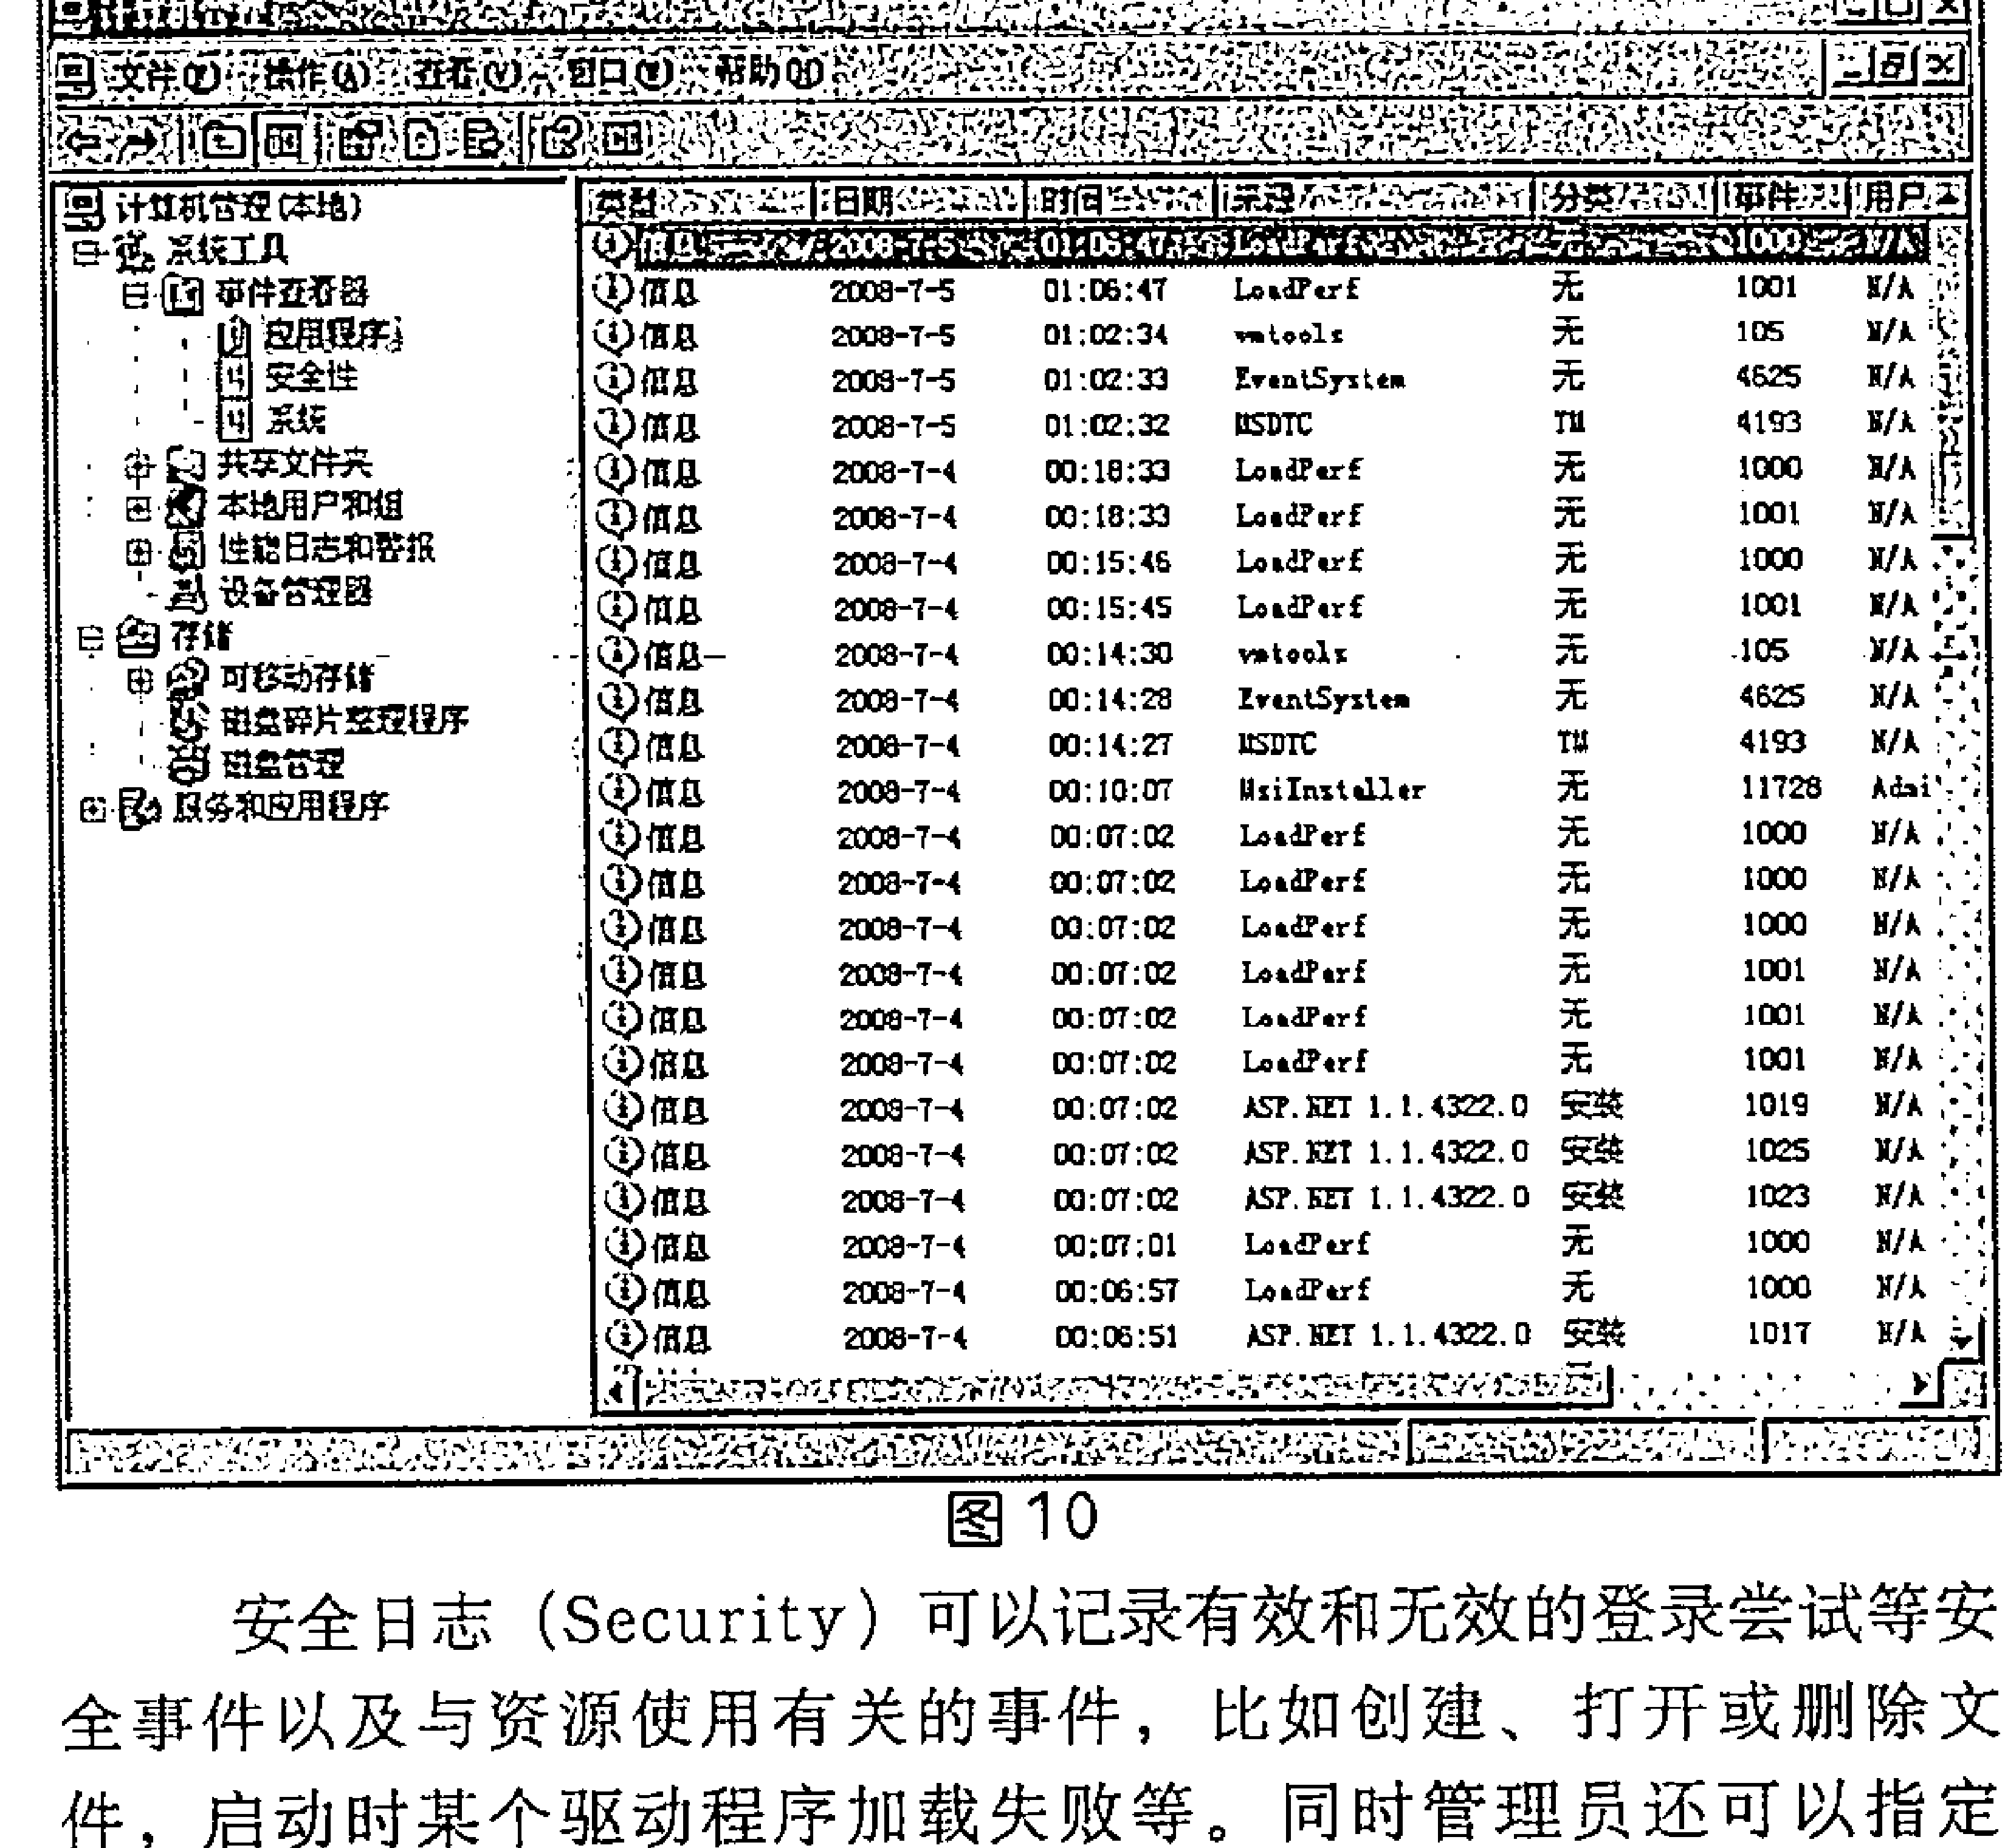 文件(F) 操作(A) 查看(V) 窗口(W) 帮助(H)
计算机管理(本地)
系统工具
事件查看器
应用程序
安全性
系统
共享文件夹
本地用户和组
性能日志和警报
设备管理器
存储
可移动存储
磁盘碎片整理程序
磁盘管理
服务和应用程序
类型 日期 时间 来源 分类 事件 用户
信息 2008-7-5 01:06:47 LoadPerf 无 1000 N/A
信息 2008-7-5 01:06:47 LoadPerf 无 1001 N/A
信息 2008-7-5 01:02:34 vmtools 无 105 N/A
信息 2008-7-5 01:02:33 EventSystem 无 4625 N/A
信息 2008-7-5 01:02:32 MSDTC TM 4193 N/A
信息 2008-7-4 00:18:33 LoadPerf 无 1000 N/A
信息 2008-7-4 00:18:33 LoadPerf 无 1001 N/A
信息 2008-7-4 00:15:46 LoadPerf 无 1000 N/A
信息 2008-7-4 00:15:45 LoadPerf 无 1001 N/A
信息 2008-7-4 00:14:30 vmtools 无 105 N/A
信息 2008-7-4 00:14:28 EventSystem 无 4625 N/A
信息 2008-7-4 00:14:27 MSDTC TM 4193 N/A
信息 2008-7-4 00:10:07 MsiInstaller 无 11728 Admi
信息 2008-7-4 00:07:02 LoadPerf 无 1000 N/A
信息 2008-7-4 00:07:02 LoadPerf 无 1000 N/A
信息 2008-7-4 00:07:02 LoadPerf 无 1000 N/A
信息 2008-7-4 00:07:02 LoadPerf 无 1001 N/A
信息 2008-7-4 00:07:02 LoadPerf 无 1001 N/A
信息 2008-7-4 00:07:02 LoadPerf 无 1001 N/A
信息 2008-7-4 00:07:02 ASP.NET 1.1.4322.0 安装 1019 N/A
信息 2008-7-4 00:07:02 ASP.NET 1.1.4322.0 安装 1025 N/A
信息 2008-7-4 00:07:02 ASP.NET 1.1.4322.0 安装 1023 N/A
信息 2008-7-4 00:07:01 LoadPerf 无 1000 N/A
信息 2008-7-4 00:06:57 LoadPerf 无 1000 N/A
信息 2008-7-4 00:06:51 ASP.NET 1.1.4322.0 安装 1017 N/A
图10
安全日志（Security）可以记录有效和无效的登录尝试等安
全事件以及与资源使用有关的事件，比如创建、打开或删除文
件，启动时某个驱动程序加载失败等。同时管理员还可以指定